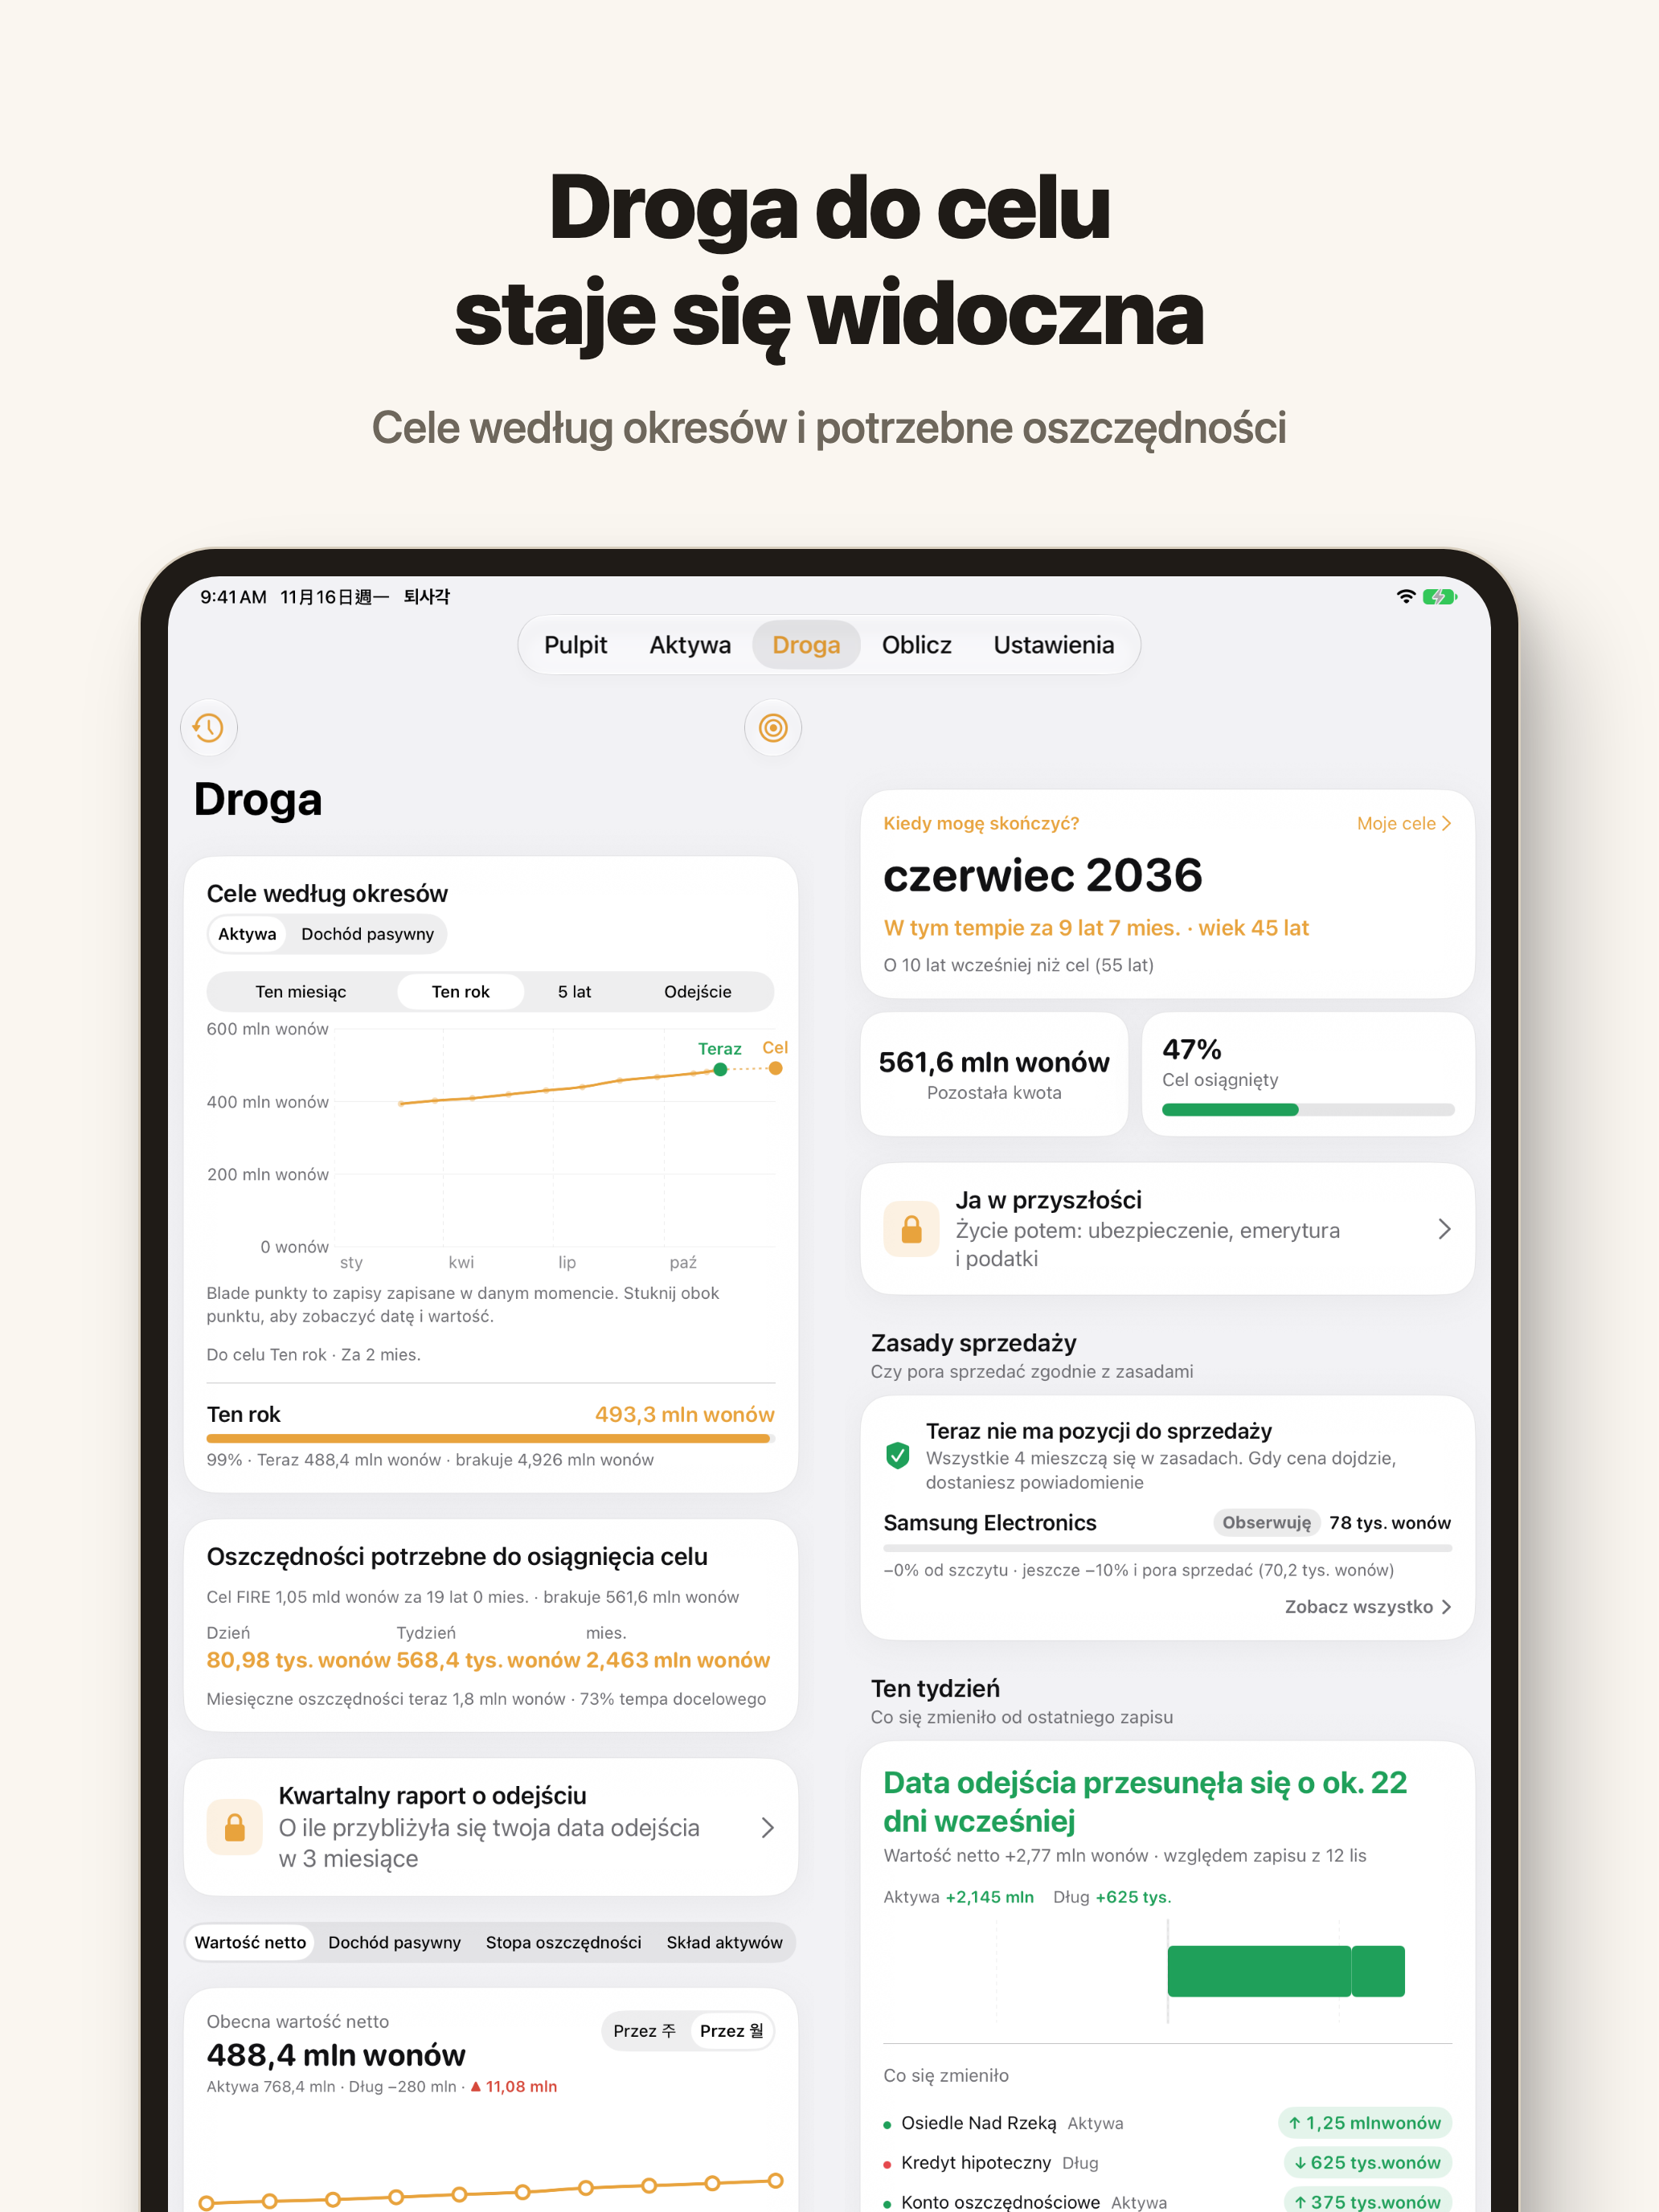 Droga do celu
staje się widoczna
Cele według okresów i potrzebne oszczędności
9:41 AM 11月16日週一 퇴사각
Pulpit Aktywa Droga Oblicz Ustawienia
Droga
Cele według okresów
Aktywa Dochód pasywny
Ten miesiąc Ten rok 5 lat Odejście
600 mln wonów
Teraz Cel
400 mln wonów
200 mln wonów
0 wonów
sty kwi lip paź
Blade punkty to zapisy zapisane w danym momencie. Stuknij obok
punktu, aby zobaczyć datę i wartość.
Do celu Ten rok · Za 2 mies.
Ten rok 493,3 mln wonów
99% · Teraz 488,4 mln wonów · brakuje 4,926 mln wonów
Oszczędności potrzebne do osiągnięcia celu
Cel FIRE 1,05 mld wonów za 19 lat 0 mies. · brakuje 561,6 mln wonów
Dzień Tydzień mies.
80,98 tys. wonów 568,4 tys. wonów 2,463 mln wonów
Miesięczne oszczędności teraz 1,8 mln wonów · 73% tempa docelowego
Kwartalny raport o odejściu
O ile przybliżyła się twoja data odejścia
w 3 miesiące
Wartość netto Dochód pasywny Stopa oszczędności Skład aktywów
Obecna wartość netto
Przez 주 Przez 월
488,4 mln wonów
Aktywa 768,4 mln · Dług −280 mln · ▲ 11,08 mln
Kiedy mogę skończyć? Moje cele
czerwiec 2036
W tym tempie za 9 lat 7 mies. · wiek 45 lat
O 10 lat wcześniej niż cel (55 lat)
561,6 mln wonów
Pozostała kwota
47%
Cel osiągnięty
Ja w przyszłości
Życie potem: ubezpieczenie, emerytura
i podatki
Zasady sprzedaży
Czy pora sprzedać zgodnie z zasadami
Teraz nie ma pozycji do sprzedaży
Wszystkie 4 mieszczą się w zasadach. Gdy cena dojdzie,
dostaniesz powiadomienie
Samsung Electronics Obserwuję 78 tys. wonów
−0% od szczytu · jeszcze −10% i pora sprzedać (70,2 tys. wonów)
Zobacz wszystko
Ten tydzień
Co się zmieniło od ostatniego zapisu
Data odejścia przesunęła się o ok. 22
dni wcześniej
Wartość netto +2,77 mln wonów · względem zapisu z 12 lis
Aktywa +2,145 mln Dług +625 tys.
Co się zmieniło
Osiedle Nad Rzeką Aktywa ↑ 1,25 mlnwonów
Kredyt hipoteczny Dług ↓ 625 tys.wonów
Konto oszczędnościowe Aktywa ↑ 375 tys.wonów